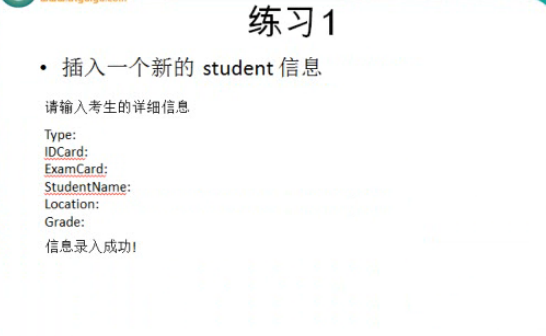 练习1
• 插入一个新的 student 信息
请输入考生的详细信息
Type:
IDCard:
ExamCard:
StudentName:
Location:
Grade:
信息录入成功!